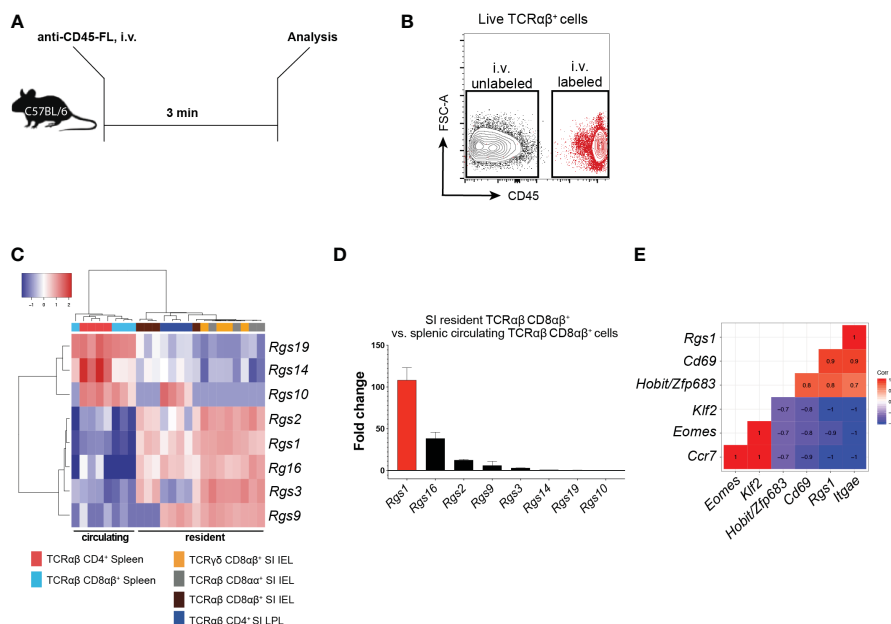 A
anti-CD45-FL, i.v.
Analysis
C57BL/6
3 min
B
Live TCRαβ⁺ cells
i.v.
unlabeled
i.v.
labeled
FSC-A
CD45
C
-1 0 1 2
Rgs19
Rgs14
Rgs10
Rgs2
Rgs1
Rg16
Rgs3
Rgs9
circulating
resident
TCRαβ CD4⁺ Spleen
TCRαβ CD8αβ⁺ Spleen
TCRγδ CD8αβ⁺ SI IEL
TCRαβ CD8αα⁺ SI IEL
TCRαβ CD8αβ⁺ SI IEL
TCRαβ CD4⁺ SI LPL
D
SI resident TCRαβ CD8αβ⁺
vs. splenic circulating TCRαβ CD8αβ⁺ cells
Fold change
150
100
50
0
Rgs1 Rgs16 Rgs2 Rgs9 Rgs3 Rgs14 Rgs19 Rgs10
E
Rgs1 1
Cd69 0.9 0.9
Hobit/Zfp683 0.8 0.8 0.7
Klf2 -0.7 -0.8 -1 -1
Eomes 1 -0.7 -0.8 -0.9 -1
Ccr7 1 1 -0.7 -0.9 -1 -1
Eomes Klf2 Hobit/Zfp683 Cd69 Rgs1 Itgae
Corr